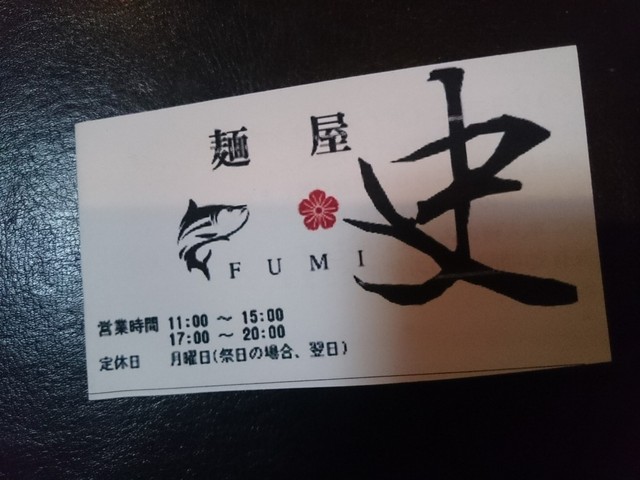 麺屋
史
FUMI
営業時間 11:00 ～ 15:00
17:00 ～ 20:00
定休日 月曜日(祭日の場合、翌日)